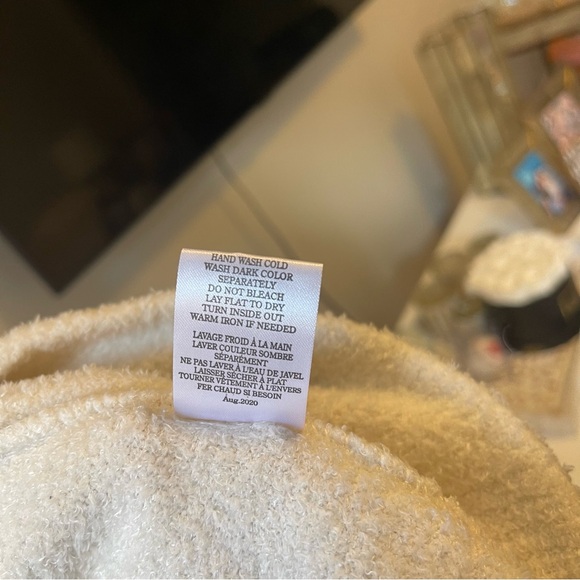 HAND WASH COLD
WASH DARK COLOR
SEPARATELY
DO NOT BLEACH
LAY FLAT TO DRY
TURN INSIDE OUT
WARM IRON IF NEEDED
LAVAGE FROID À LA MAIN
LAVER COULEUR SOMBRE
SÉPARÉMENT
NE PAS LAVER À L'EAU DE JAVEL
LAISSER SÉCHER À PLAT
TOURNER VÊTEMENT À L'ENVERS
FER CHAUD SI BESOIN
Aug.2020